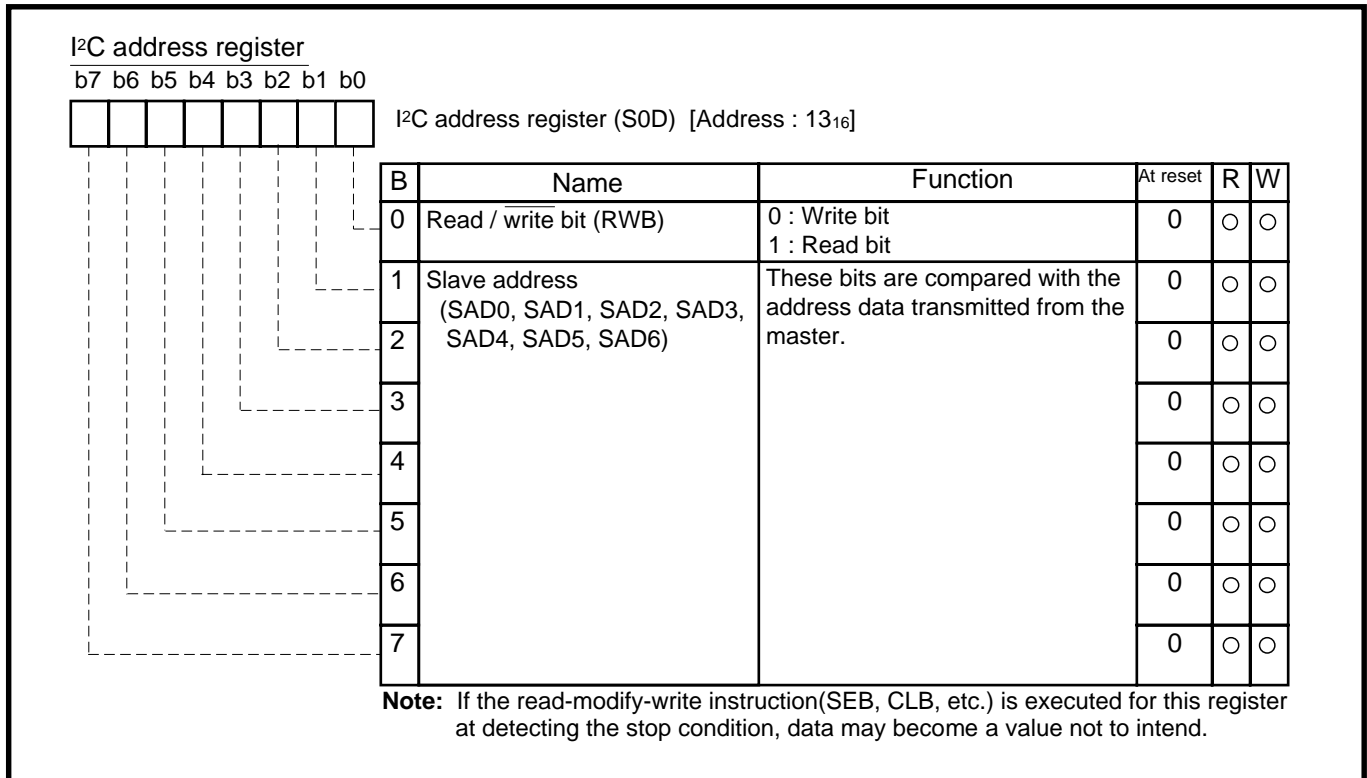 I²C address register
b7 b6 b5 b4 b3 b2 b1 b0
I²C address register (S0D) [Address : 13₁₆]
B Name Function At reset R W
0 Read / write bit (RWB) 0 : Write bit 0 ○ ○
1 : Read bit
1 Slave address These bits are compared with the 0 ○ ○
(SAD0, SAD1, SAD2, SAD3, address data transmitted from the
2 SAD4, SAD5, SAD6) master. 0 ○ ○
3 0 ○ ○
4 0 ○ ○
5 0 ○ ○
6 0 ○ ○
7 0 ○ ○
Note: If the read-modify-write instruction(SEB, CLB, etc.) is executed for this register
at detecting the stop condition, data may become a value not to intend.